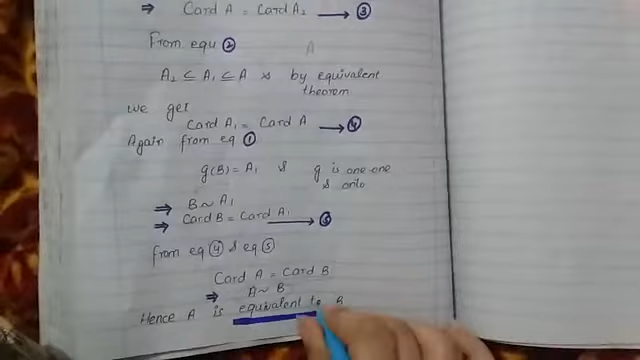 ⇒ Card A = Card A₂ → ③
From equ ②
A
A₂ ⊆ A₁ ⊆ A & by equivalent
theorem
we get
Card A₁ = Card A → ④
Again from eq ①
g(B) = A₁ & g is one-one
& onto
⇒ B ~ A₁
⇒ Card B = Card A₁ → ⑤
from eq ④ & eq ⑤
Card A = Card B
⇒ A ~ B
Hence A is equivalent to B